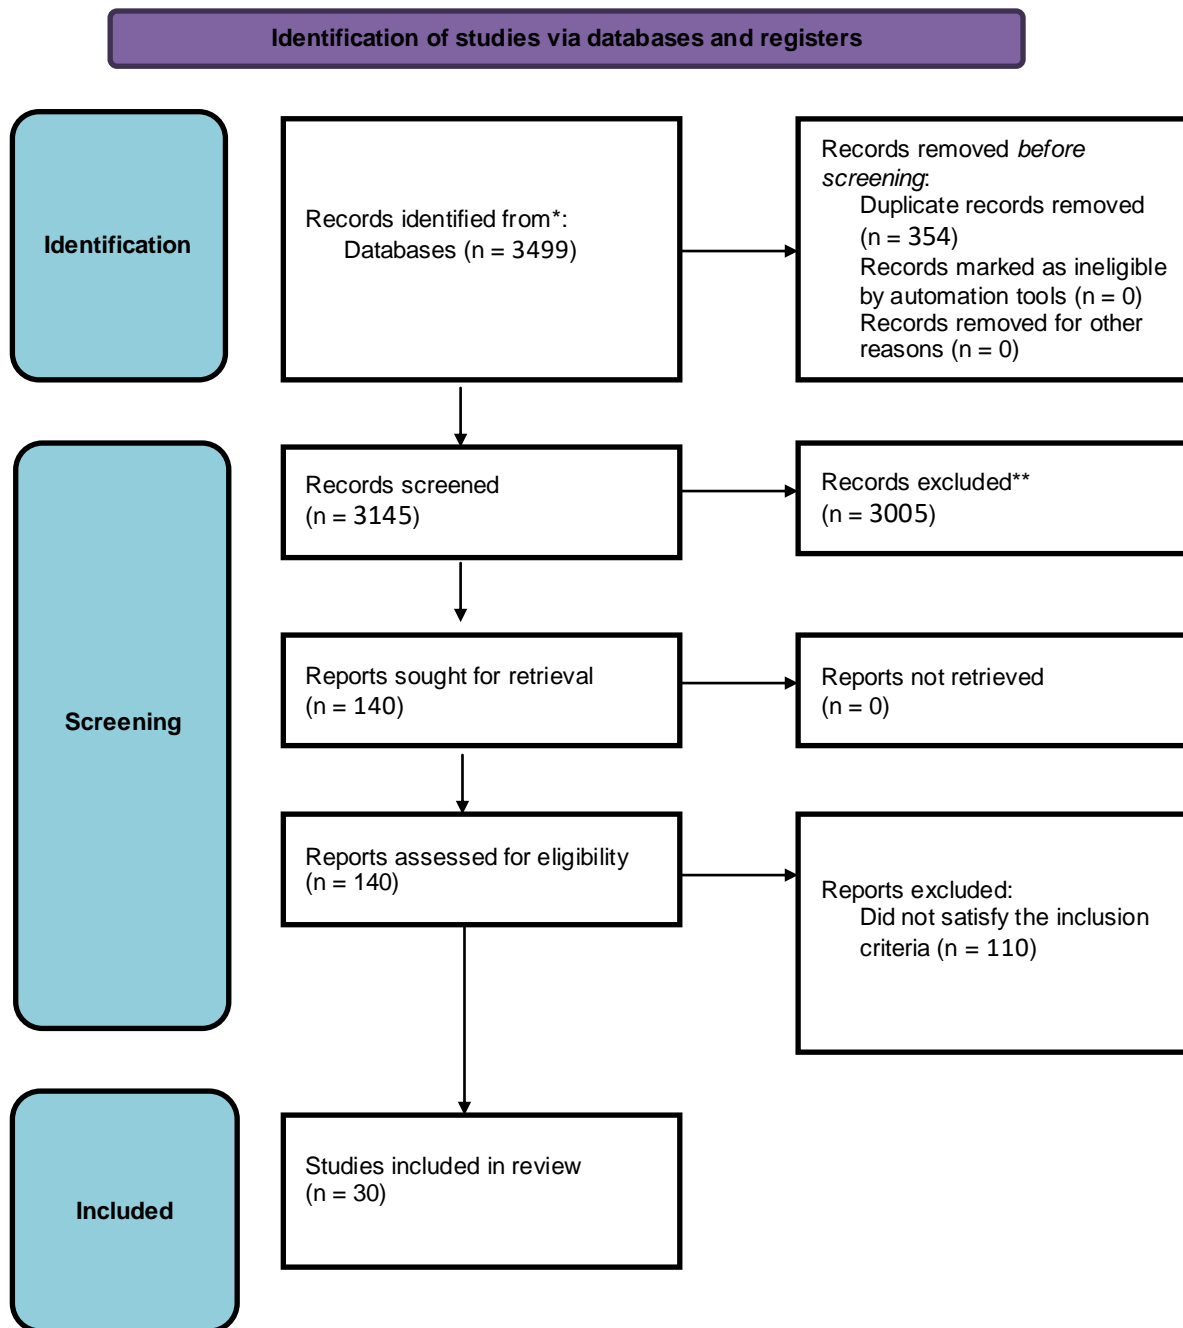 Identification of studies via databases and registers
Identification
Records identified from*:
Databases (n = 3499)
Records removed before
screening:
Duplicate records removed
(n = 354)
Records marked as ineligible
by automation tools (n = 0)
Records removed for other
reasons (n = 0)
Screening
Records screened
(n = 3145)
Records excluded**
(n = 3005)
Reports sought for retrieval
(n = 140)
Reports not retrieved
(n = 0)
Reports assessed for eligibility
(n = 140)
Reports excluded:
Did not satisfy the inclusion
criteria (n = 110)
Included
Studies included in review
(n = 30)